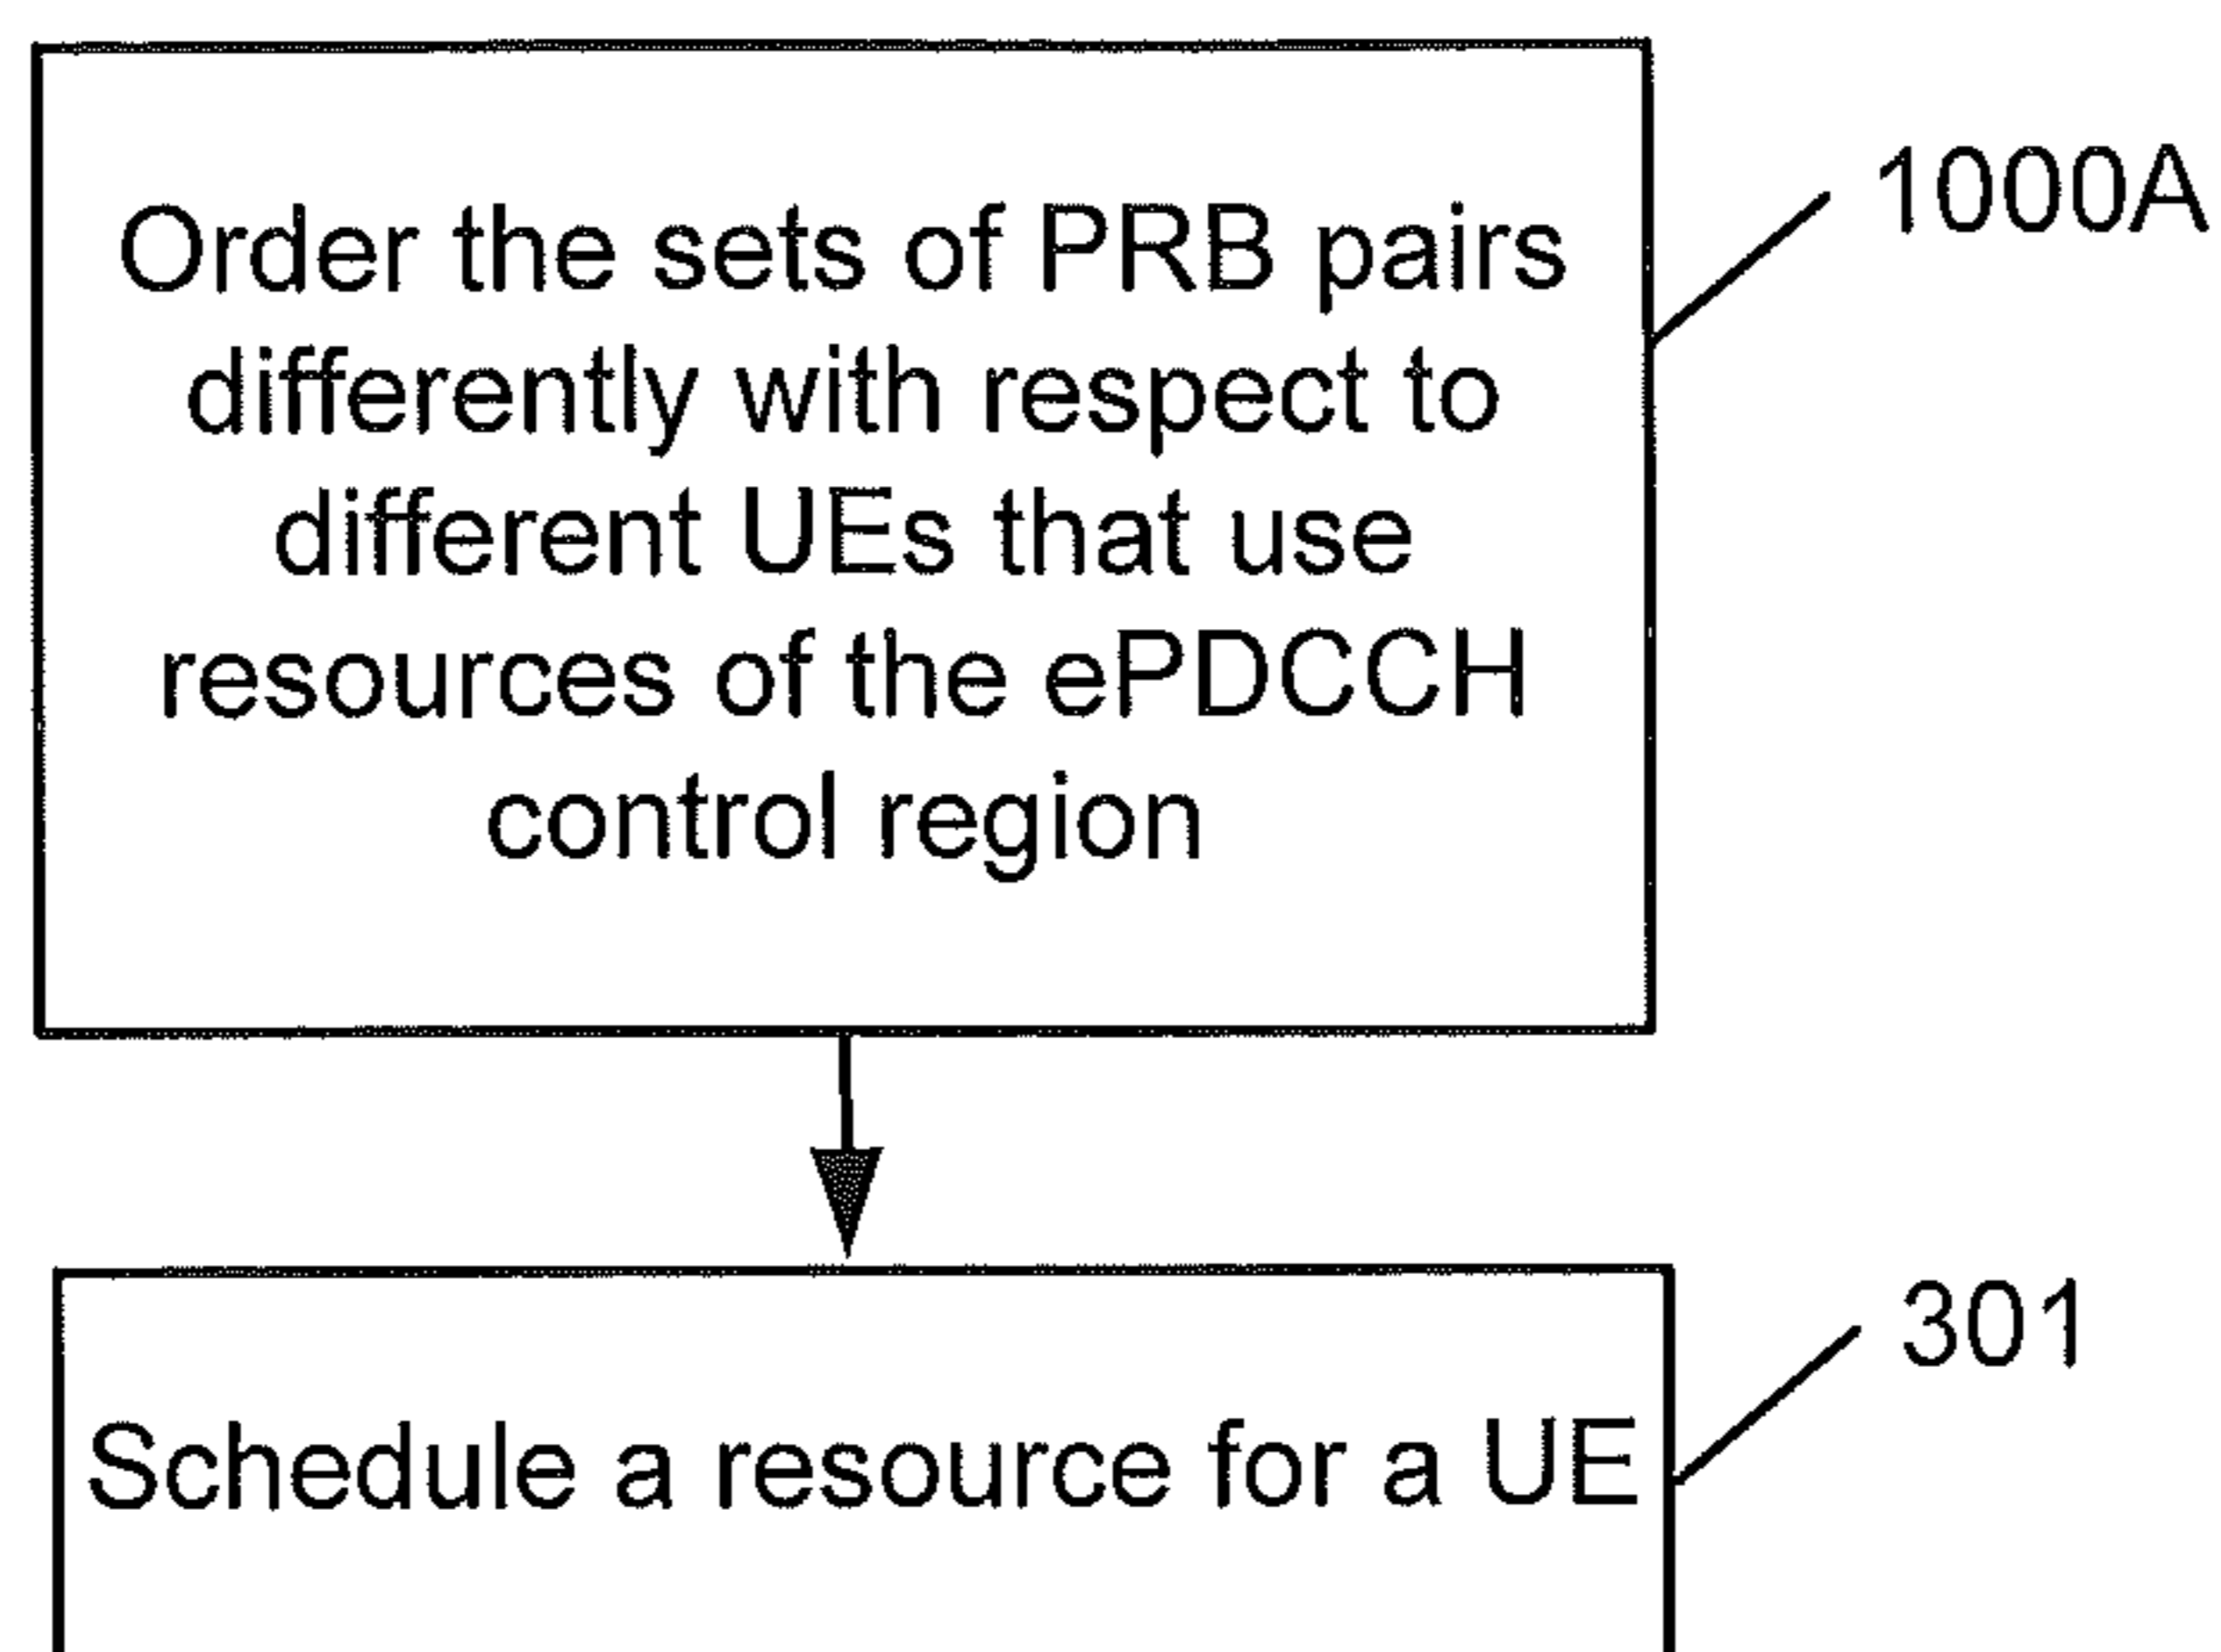 Order the sets of PRB pairs
differently with respect to
different UEs that use
resources of the ePDCCH
control region
1000A
Schedule a resource for a UE
301